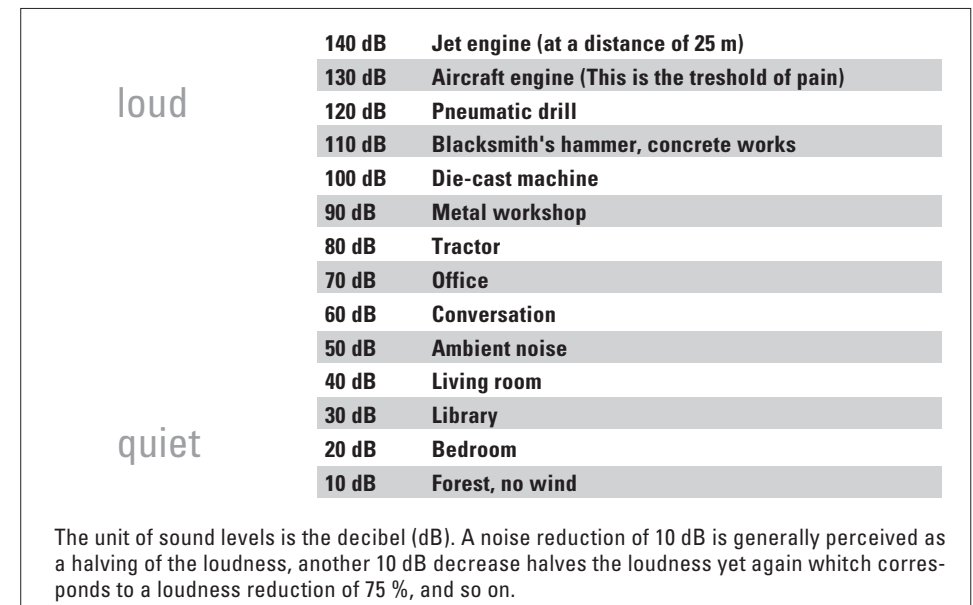 140 dB Jet engine (at a distance of 25 m)
130 dB Aircraft engine (This is the treshold of pain)
loud
120 dB Pneumatic drill
110 dB Blacksmith's hammer, concrete works
100 dB Die-cast machine
90 dB Metal workshop
80 dB Tractor
70 dB Office
60 dB Conversation
50 dB Ambient noise
40 dB Living room
30 dB Library
quiet
20 dB Bedroom
10 dB Forest, no wind
The unit of sound levels is the decibel (dB). A noise reduction of 10 dB is generally perceived as
a halving of the loudness, another 10 dB decrease halves the loudness yet again whitch corres-
ponds to a loudness reduction of 75 %, and so on.